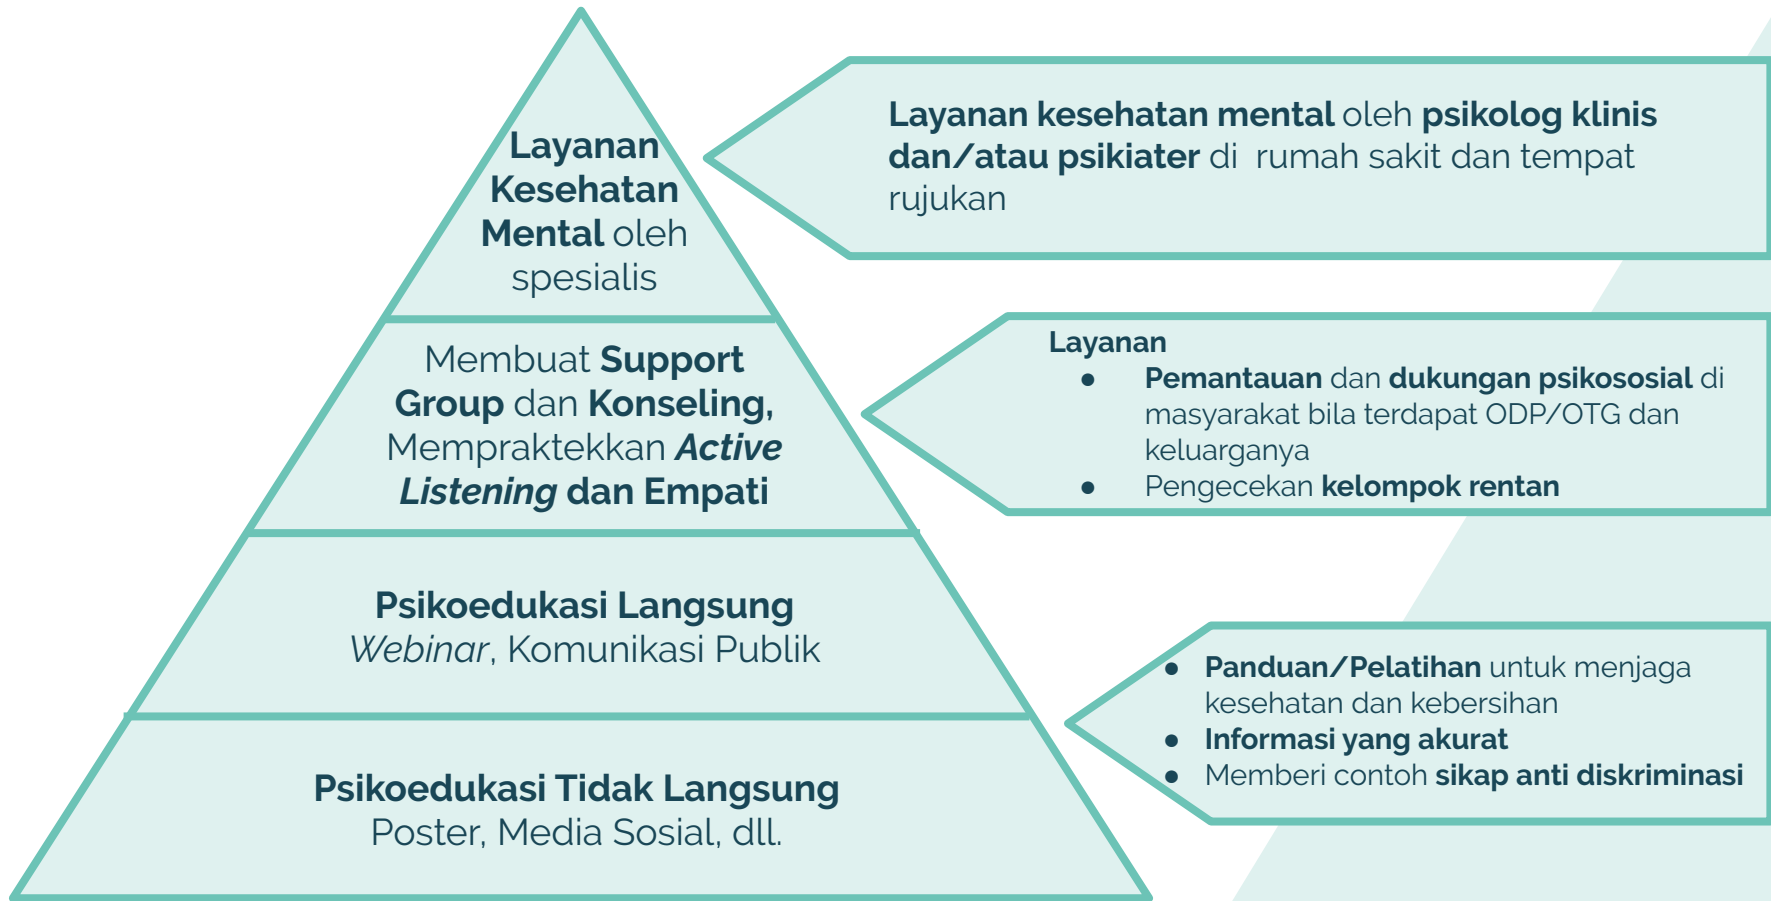 Layanan
Kesehatan
Mental oleh
spesialis
Layanan kesehatan mental oleh psikolog klinis
dan/atau psikiater di rumah sakit dan tempat
rujukan
Membuat Support
Group dan Konseling,
Mempraktekkan Active
Listening dan Empati
Layanan
● Pemantauan dan dukungan psikososial di
masyarakat bila terdapat ODP/OTG dan
keluarganya
● Pengecekan kelompok rentan
Psikoedukasi Langsung
Webinar, Komunikasi Publik
● Panduan/Pelatihan untuk menjaga
kesehatan dan kebersihan
● Informasi yang akurat
● Memberi contoh sikap anti diskriminasi
Psikoedukasi Tidak Langsung
Poster, Media Sosial, dll.